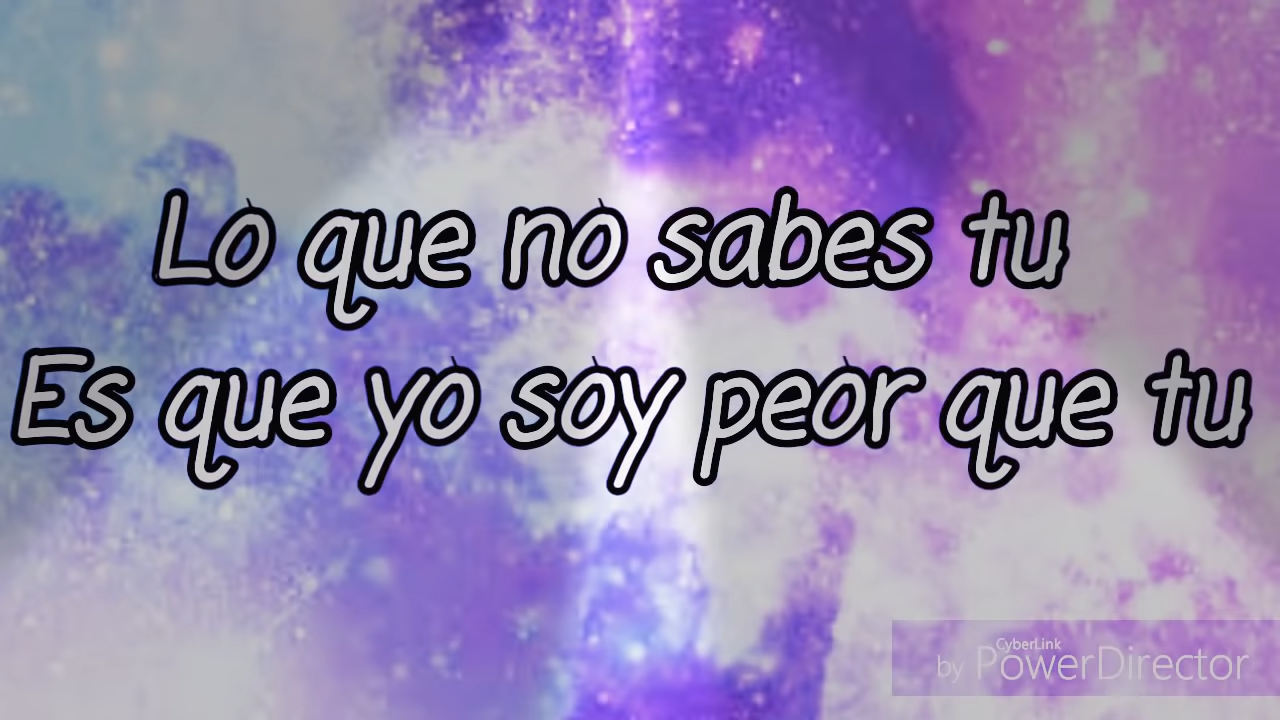 Lo que no sabes tu
Es que yo soy peor que tu
CyberLink
by PowerDirector